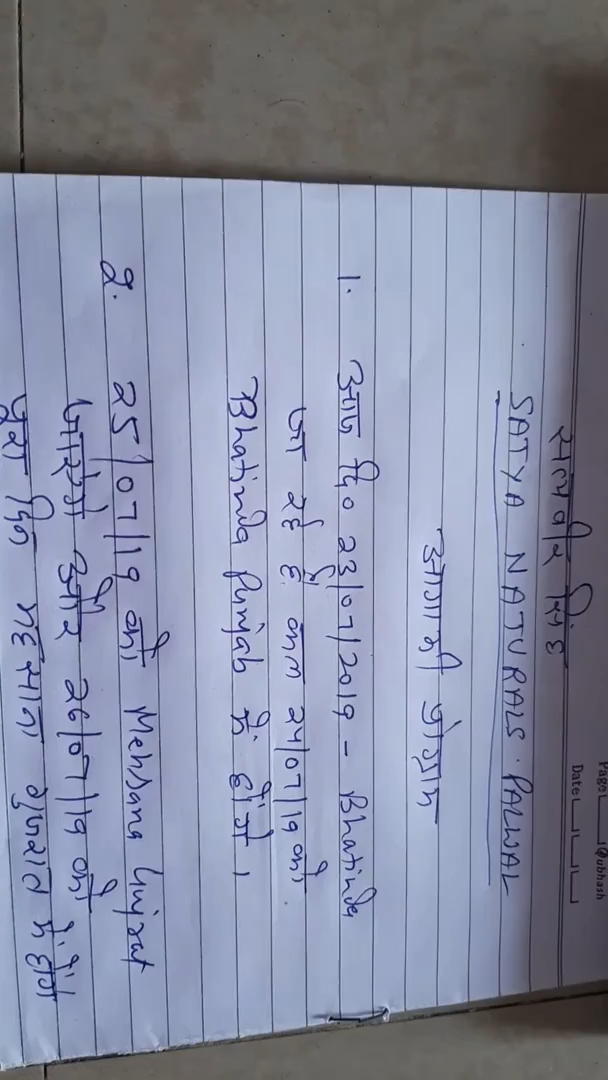 Page: Subhash
Date
सत्यवीर सिंह
SATYA NATURALS. PALWAL
आगामी प्रोग्राम
1. आज दि० 23/07/2019 - Bhatinda
जा रहे हैं कल 24/07/19 को
Bhatinda Punjab में होंगे ।
2. 25/07/19 को Mehsana Gujrat
जाएंगे और 26/07/19 को
पूरा दिन महसाना गुजरात में होंगे